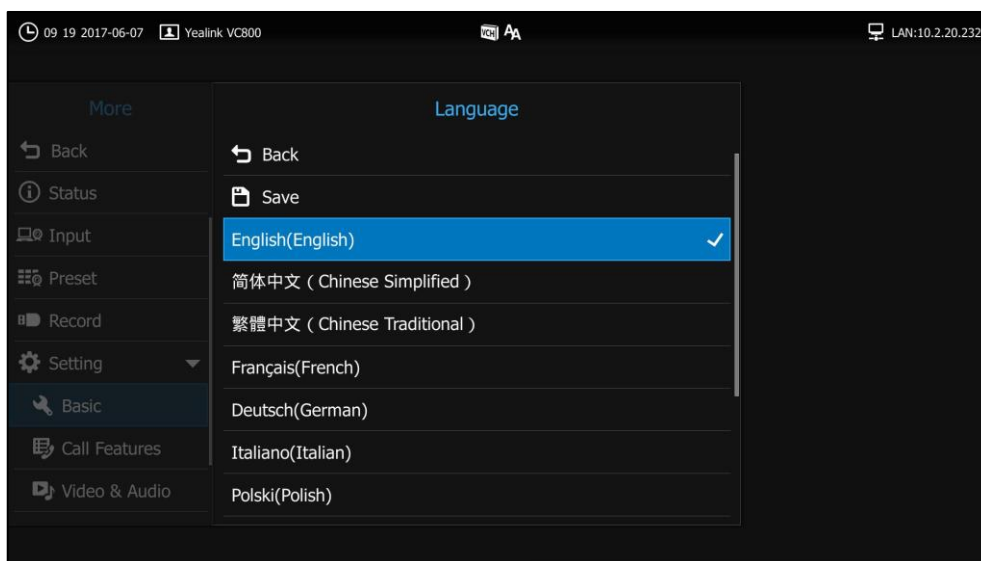 09 19 2017-06-07 Yealink VC800 VCH AA LAN:10.2.20.232
More
Back
Status
Input
Preset
Record
Setting
Basic
Call Features
Video & Audio
Language
Back
Save
English(English)
简体中文（Chinese Simplified）
繁體中文（Chinese Traditional）
Français(French)
Deutsch(German)
Italiano(Italian)
Polski(Polish)